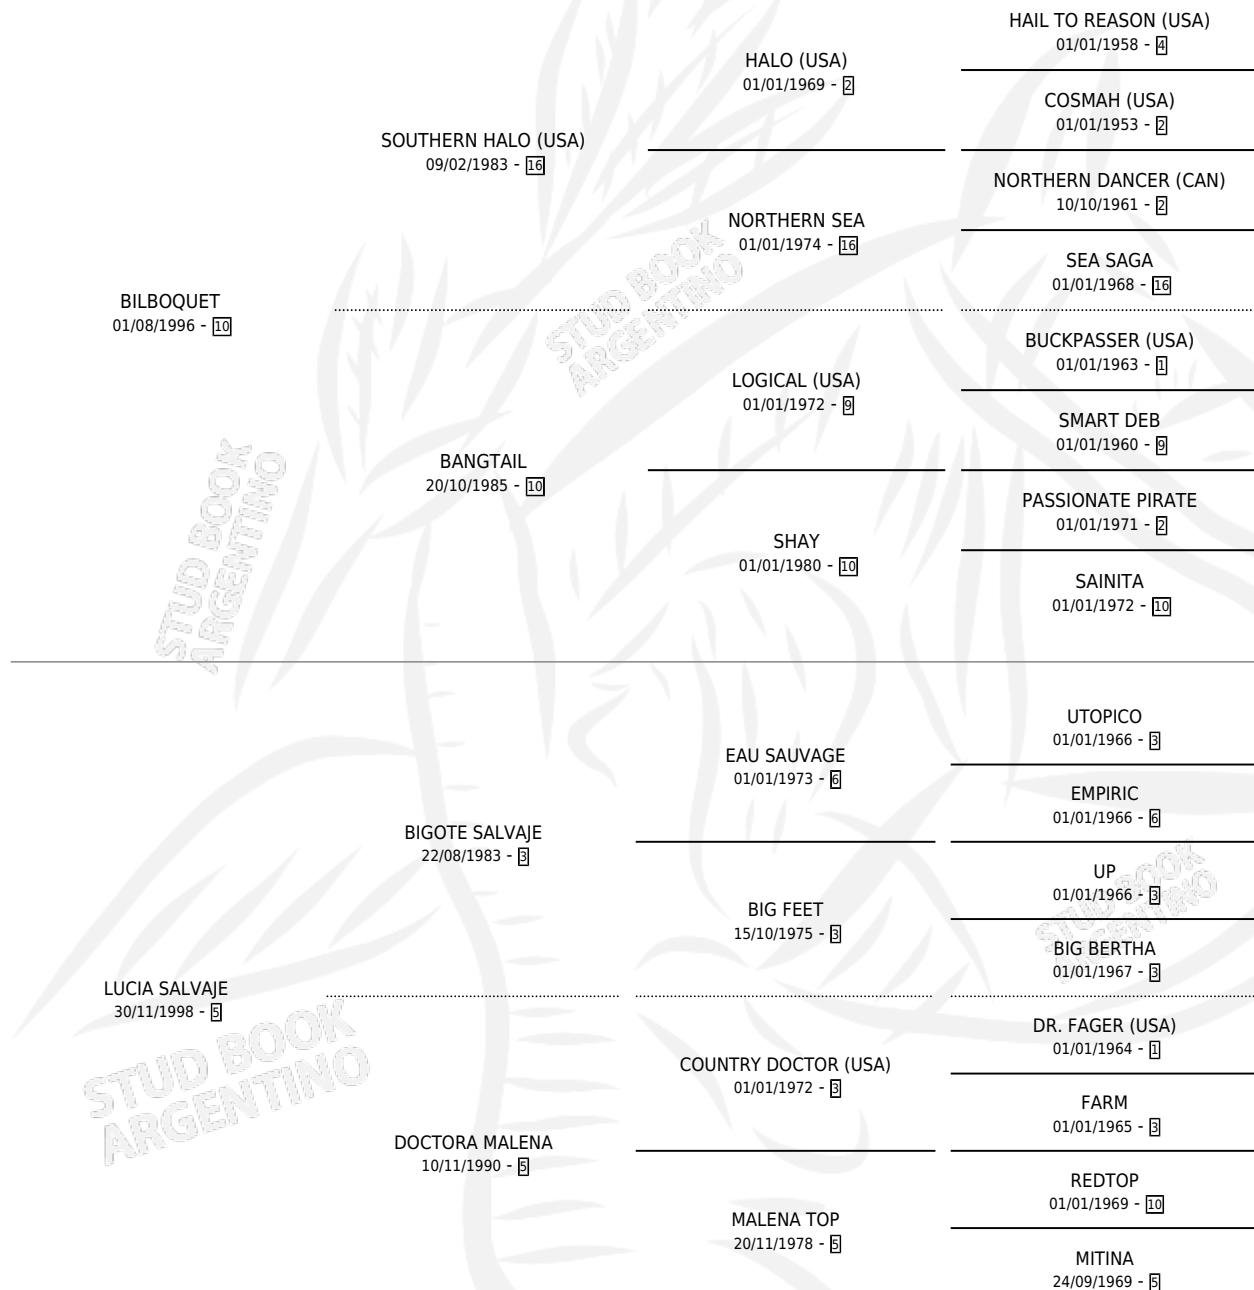 HAIL TO REASON (USA)
01/01/1958 - 4
HALO (USA)
01/01/1969 - 2
COSMAH (USA)
01/01/1953 - 2
SOUTHERN HALO (USA)
09/02/1983 - 16
NORTHERN DANCER (CAN)
10/10/1961 - 2
NORTHERN SEA
01/01/1974 - 16
SEA SAGA
01/01/1968 - 16
BILBOQUET
01/08/1996 - 10
BUCKPASSER (USA)
01/01/1963 - 1
LOGICAL (USA)
01/01/1972 - 9
SMART DEB
01/01/1960 - 9
BANGTAIL
20/10/1985 - 10
PASSIONATE PIRATE
01/01/1971 - 2
SHAY
01/01/1980 - 10
SAINITA
01/01/1972 - 10
UTOPICO
01/01/1966 - 3
EAU SAUVAGE
01/01/1973 - 6
EMPIRIC
01/01/1966 - 6
BIGOTE SALVAJE
22/08/1983 - 3
UP
01/01/1966 - 3
BIG FEET
15/10/1975 - 3
BIG BERTHA
01/01/1967 - 3
LUCIA SALVAJE
30/11/1998 - 5
DR. FAGER (USA)
01/01/1964 - 1
COUNTRY DOCTOR (USA)
01/01/1972 - 3
FARM
01/01/1965 - 3
DOCTORA MALENA
10/11/1990 - 5
REDTOP
01/01/1969 - 10
MALENA TOP
20/11/1978 - 5
MITINA
24/09/1969 - 5
STUD BOOK
ARGENTINO
STUD BOOK
ARGENTINO
STUD BOOK
ARGENTINO
STUD BOOK
ARGENTINO